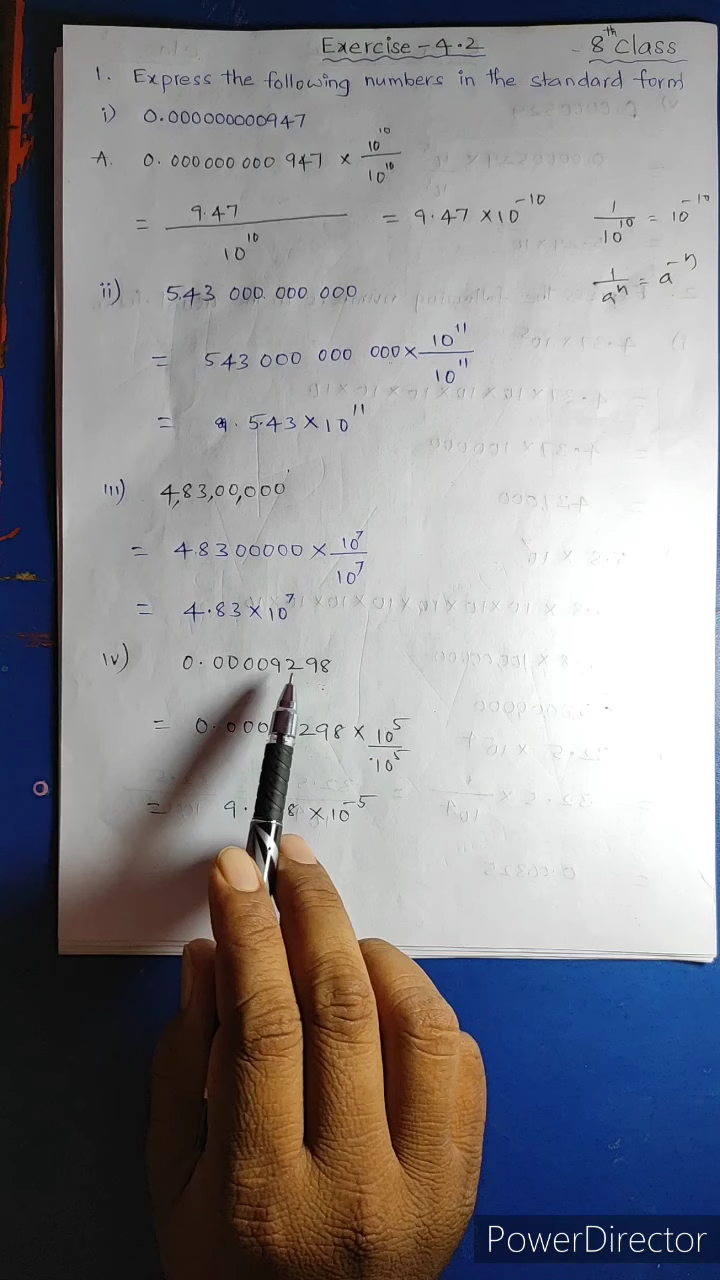 Exercise - 4.2
8th class
1. Express the following numbers in the standard form
i) 0.000000000947
A. 0.000 000 000 947 × 10^10/10^10
= 9.47/10^10 = 9.47 × 10^-10 1/10^10 = 10^-10
1/a^n = a^-n
ii) 543 000 000 000
= 543 000 000 000 × 10^11/10^11
= 5.43 × 10^11
iii) 4,83,00,000
= 4.8300000 × 10^7/10^7
= 4.83 × 10^7
iv) 0.00009298
= 0.000 298 × 10^5/10^5
= 9. 8 × 10^-5
PowerDirector